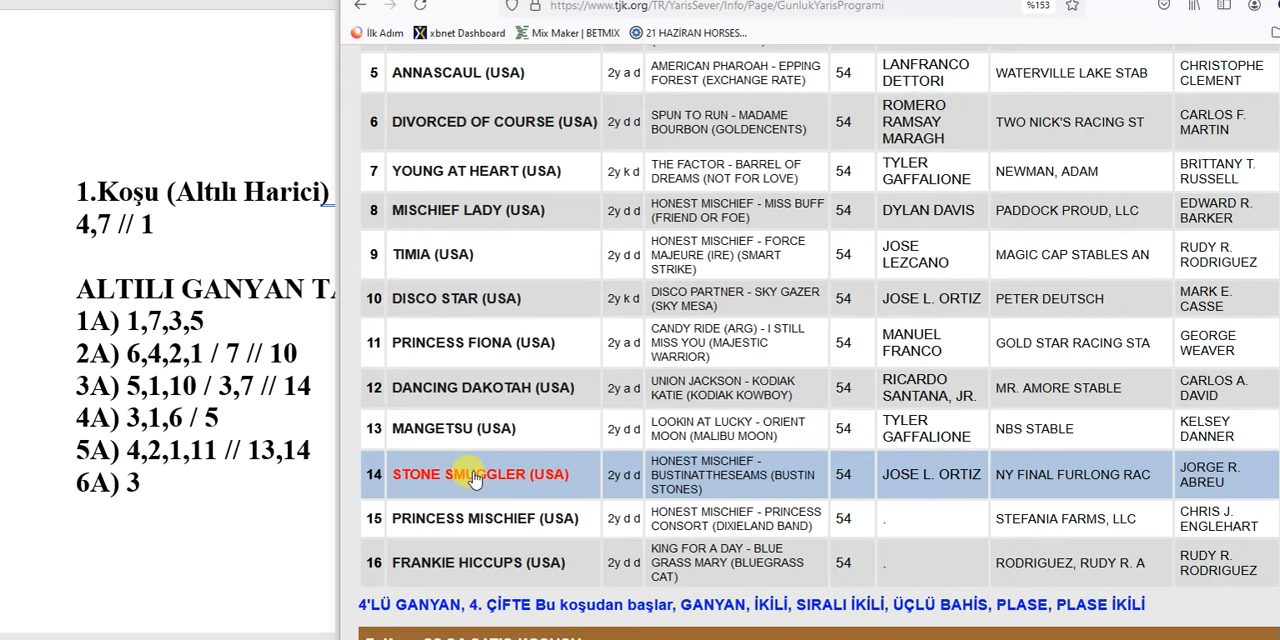 https://www.tjk.org/TR/YarisSever/Info/Page/GunlukYarisProgrami
%153
İlk Adım
xbnet Dashboard
Mix Maker | BETMIX
21 HAZİRAN HORSES...
1.Koşu (Altılı Harici)
4,7 // 1
ALTILI GANYAN TA
1A) 1,7,3,5
2A) 6,4,2,1 / 7 // 10
3A) 5,1,10 / 3,7 // 14
4A) 3,1,6 / 5
5A) 4,2,1,11 // 13,14
6A) 3
5 ANNASCAUL (USA) 2y a d AMERICAN PHAROAH - EPPING FOREST (EXCHANGE RATE) 54 LANFRANCO DETTORI WATERVILLE LAKE STAB CHRISTOPHE CLEMENT
6 DIVORCED OF COURSE (USA) 2y d d SPUN TO RUN - MADAME BOURBON (GOLDENCENTS) 54 ROMERO RAMSAY MARAGH TWO NICK'S RACING ST CARLOS F. MARTIN
7 YOUNG AT HEART (USA) 2y k d THE FACTOR - BARREL OF DREAMS (NOT FOR LOVE) 54 TYLER GAFFALIONE NEWMAN, ADAM BRITTANY T. RUSSELL
8 MISCHIEF LADY (USA) 2y d d HONEST MISCHIEF - MISS BUFF (FRIEND OR FOE) 54 DYLAN DAVIS PADDOCK PROUD, LLC EDWARD R. BARKER
9 TIMIA (USA) 2y d d HONEST MISCHIEF - FORCE MAJEURE (IRE) (SMART STRIKE) 54 JOSE LEZCANO MAGIC CAP STABLES AN RUDY R. RODRIGUEZ
10 DISCO STAR (USA) 2y k d DISCO PARTNER - SKY GAZER (SKY MESA) 54 JOSE L. ORTIZ PETER DEUTSCH MARK E. CASSE
11 PRINCESS FIONA (USA) 2y a d CANDY RIDE (ARG) - I STILL MISS YOU (MAJESTIC WARRIOR) 54 MANUEL FRANCO GOLD STAR RACING STA GEORGE WEAVER
12 DANCING DAKOTAH (USA) 2y a d UNION JACKSON - KODIAK KATIE (KODIAK KOWBOY) 54 RICARDO SANTANA, JR. MR. AMORE STABLE CARLOS A. DAVID
13 MANGETSU (USA) 2y d d LOOKIN AT LUCKY - ORIENT MOON (MALIBU MOON) 54 TYLER GAFFALIONE NBS STABLE KELSEY DANNER
14 STONE SMUGGLER (USA) 2y d d HONEST MISCHIEF - BUSTINATTHESEAMS (BUSTIN STONES) 54 JOSE L. ORTIZ NY FINAL FURLONG RAC JORGE R. ABREU
15 PRINCESS MISCHIEF (USA) 2y d d HONEST MISCHIEF - PRINCESS CONSORT (DIXIELAND BAND) 54 . STEFANIA FARMS, LLC CHRIS J. ENGLEHART
16 FRANKIE HICCUPS (USA) 2y d d KING FOR A DAY - BLUE GRASS MARY (BLUEGRASS CAT) 54 . RODRIGUEZ, RUDY R. A RUDY R. RODRIGUEZ
4'LÜ GANYAN, 4. ÇİFTE Bu koşudan başlar, GANYAN, İKİLİ, SIRALI İKİLİ, ÜÇLÜ BAHİS, PLASE, PLASE İKİLİ